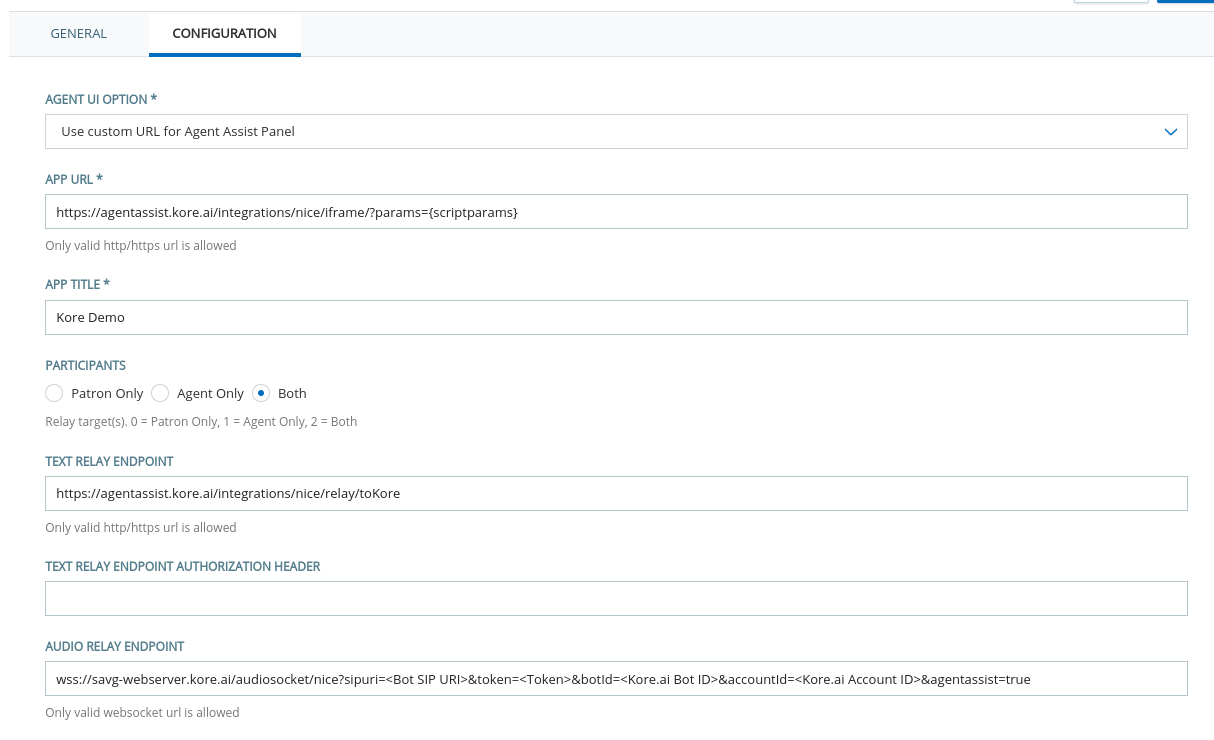 GENERAL
CONFIGURATION
AGENT UI OPTION *
Use custom URL for Agent Assist Panel
APP URL *
https://agentassist.kore.ai/integrations/nice/iframe/?params={scriptparams}
Only valid http/https url is allowed
APP TITLE *
Kore Demo
PARTICIPANTS
Patron Only Agent Only Both
Relay target(s). 0 = Patron Only, 1 = Agent Only, 2 = Both
TEXT RELAY ENDPOINT
https://agentassist.kore.ai/integrations/nice/relay/toKore
Only valid http/https url is allowed
TEXT RELAY ENDPOINT AUTHORIZATION HEADER
AUDIO RELAY ENDPOINT
wss://savg-webserver.kore.ai/audiosocket/nice?sipuri=<Bot SIP URI>&token=<Token>&botId=<Kore.ai Bot ID>&accountId=<Kore.ai Account ID>&agentassist=true
Only valid websocket url is allowed